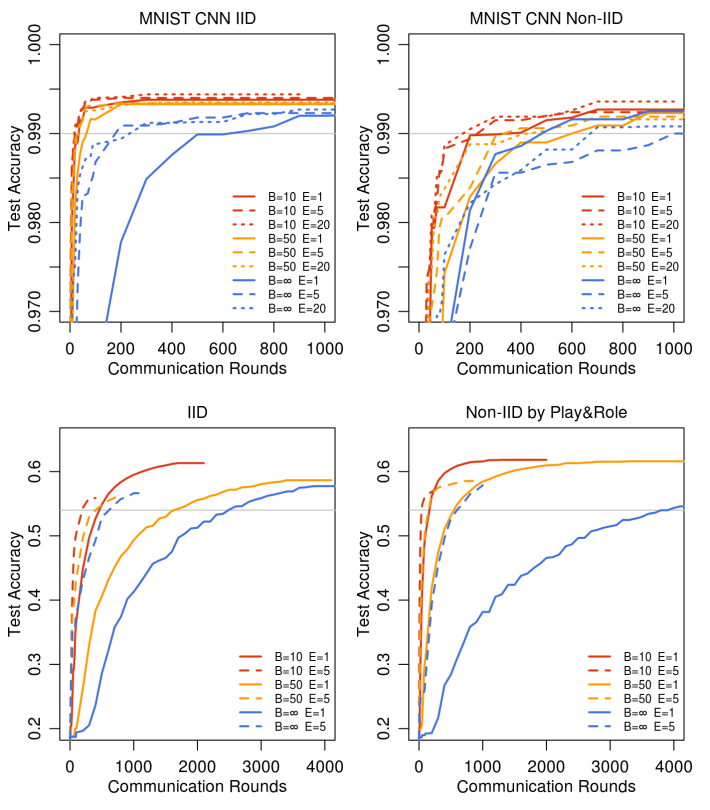 MNIST CNN IID
Test Accuracy
1.000
0.990
0.980
0.970
B=10 E=1
B=10 E=5
B=10 E=20
B=50 E=1
B=50 E=5
B=50 E=20
B=∞ E=1
B=∞ E=5
B=∞ E=20
0 200 400 600 800 1000
Communication Rounds
MNIST CNN Non-IID
Test Accuracy
1.000
0.990
0.980
0.970
B=10 E=1
B=10 E=5
B=10 E=20
B=50 E=1
B=50 E=5
B=50 E=20
B=∞ E=1
B=∞ E=5
B=∞ E=20
0 200 400 600 800 1000
Communication Rounds
IID
Test Accuracy
0.6
0.5
0.4
0.3
0.2
B=10 E=1
B=10 E=5
B=50 E=1
B=50 E=5
B=∞ E=1
B=∞ E=5
0 1000 2000 3000 4000
Communication Rounds
Non-IID by Play&Role
Test Accuracy
0.6
0.5
0.4
0.3
0.2
B=10 E=1
B=10 E=5
B=50 E=1
B=50 E=5
B=∞ E=1
B=∞ E=5
0 1000 2000 3000 4000
Communication Rounds